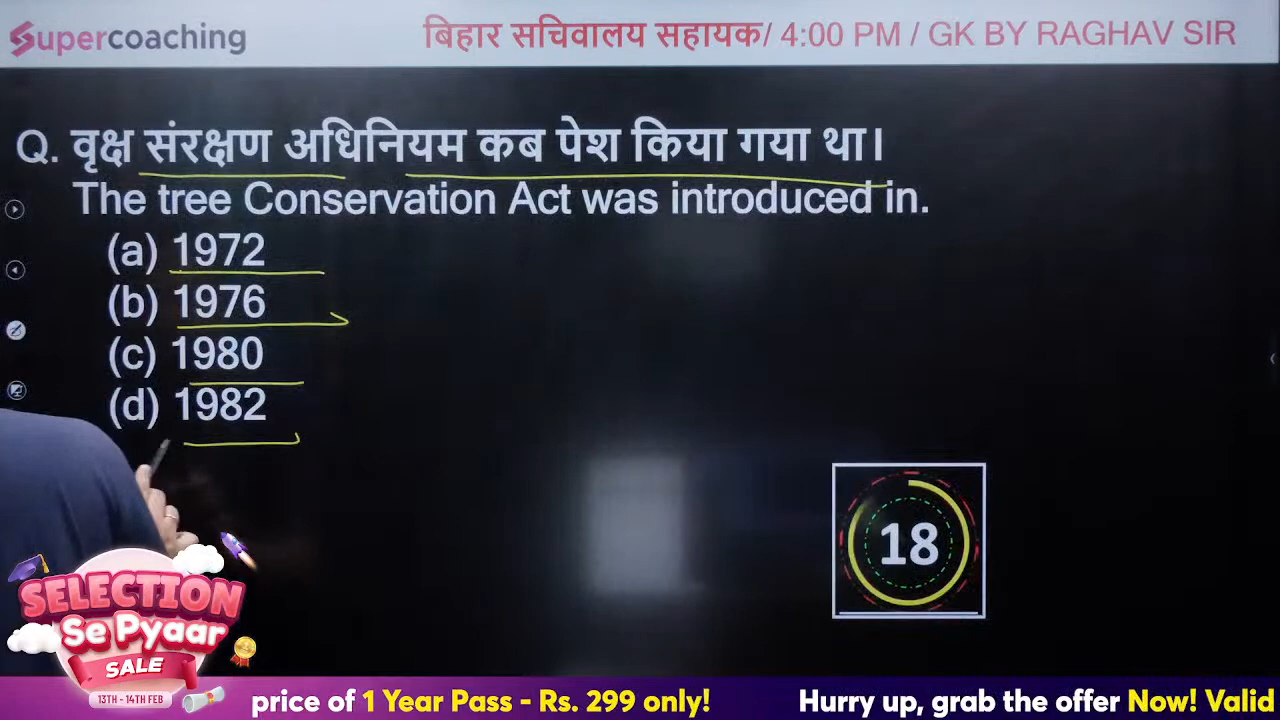 Supercoaching
बिहार सचिवालय सहायक/ 4:00 PM / GK BY RAGHAV SIR
Q. वृक्ष संरक्षण अधिनियम कब पेश किया गया था।
The tree Conservation Act was introduced in.
(a) 1972
(b) 1976
(c) 1980
(d) 1982
18
SELECTION
Se Pyaar
SALE
13TH - 14TH FEB
price of 1 Year Pass - Rs. 299 only! Hurry up, grab the offer Now! Valid